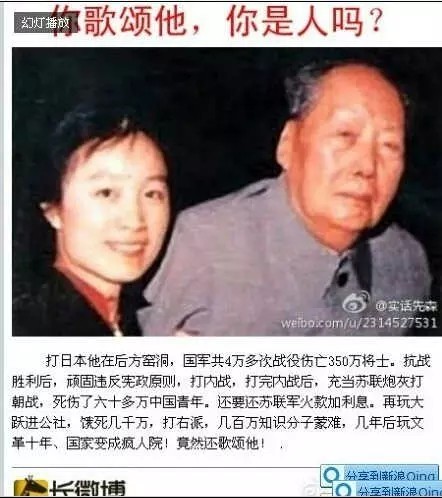 你歌颂他，你是人吗？
幻灯播放
@实话先森
weibo.com/u/2314527531
打日本他在后方窑洞，国军共4万多次战役伤亡350万将士。抗战
胜利后，顽固违反宪政原则，打内战，打完内战后，充当苏联炮灰打
朝战，死伤了六十多万中国青年。还要还苏联军火款加利息。再玩大
跃进公社，饿死几千万，打右派，几百万知识分子蒙难，几年后玩文
革十年、国家变成疯人院！竟然还歌颂他！．
长微博
分享到新浪Qing
分享到新浪Qing